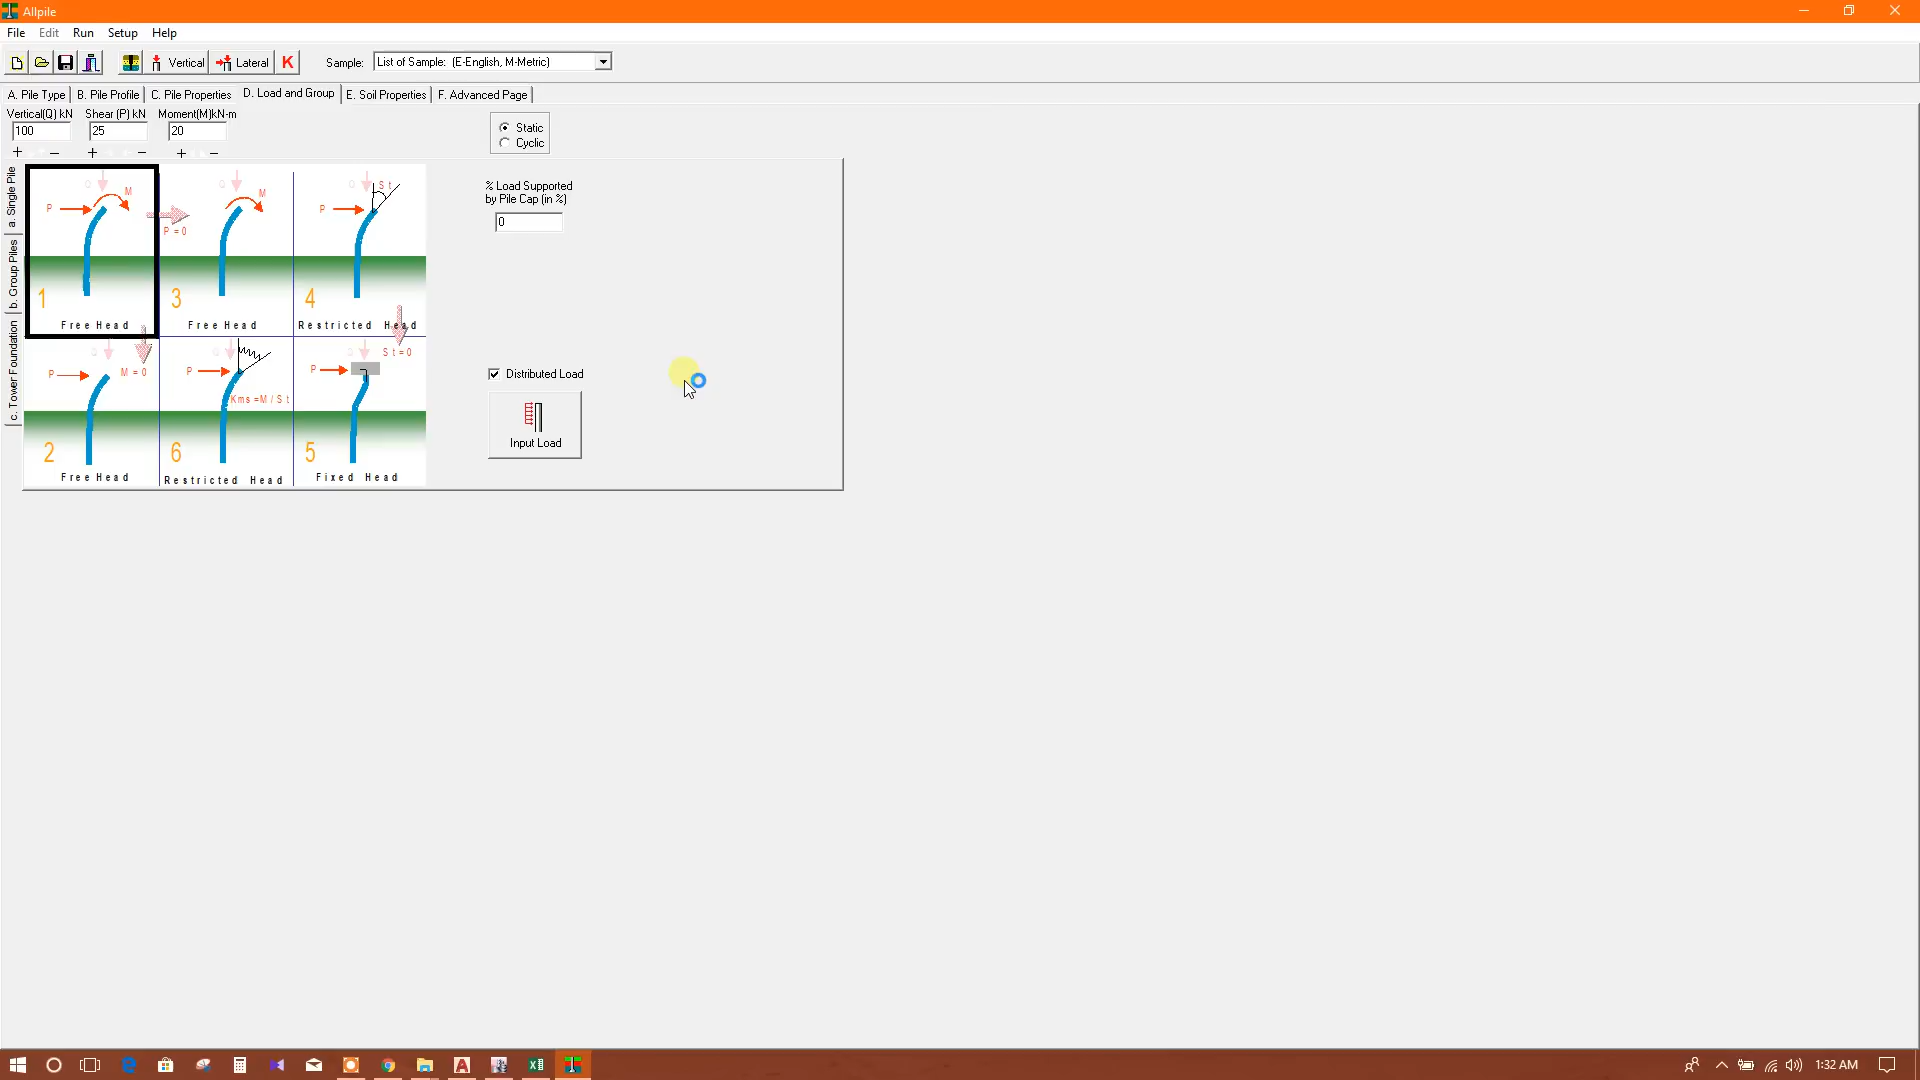 Allpile
File Edit Run Setup Help
Vertical Lateral K Sample: List of Sample: (E-English, M-Metric)
A. Pile Type B. Pile Profile C. Pile Properties D. Load and Group E. Soil Properties F. Advanced Page
Vertical(Q) kN Shear (P) kN Moment(M)kN-m
100 25 20
+ - + - + -
Static
Cyclic
a. Single Pile
b. Group Piles
c. Tower Foundation
Q M P
1
Free Head
P = 0
Q M
3
Free Head
Q St P
4
Restricted Head
M = 0
Q P
2
Free Head
Q P
Kms =M / St
6
Restricted Head
St=0
Q P
5
Fixed Head
% Load Supported
by Pile Cap (in %)
0
Distributed Load
Input Load
1:32 AM